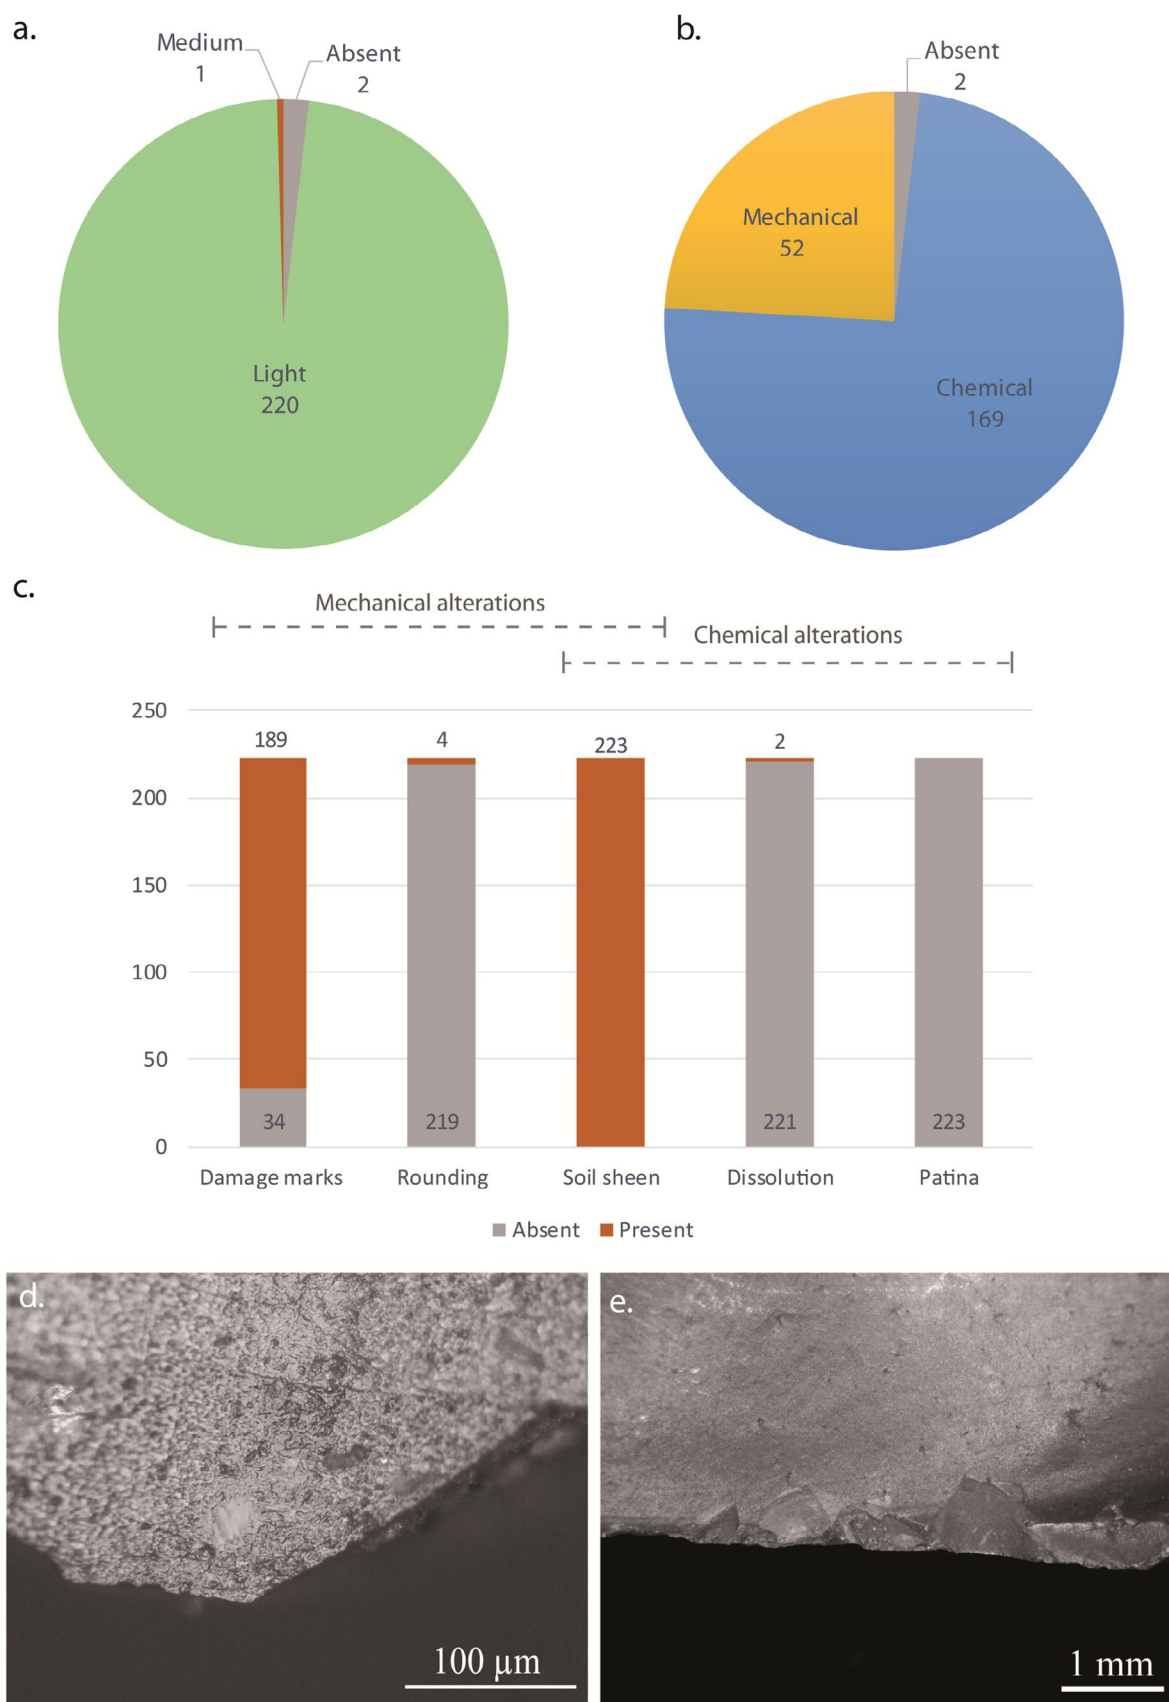 a.
Medium
1
Absent
2
Light
220
b.
Absent
2
Mechanical
52
Chemical
169
c.
Mechanical alterations
Chemical alterations
250
200
150
100
50
0
189
4
223
2
34
219
221
223
Damage marks
Rounding
Soil sheen
Dissolution
Patina
Absent Present
d.
100 µm
e.
1 mm